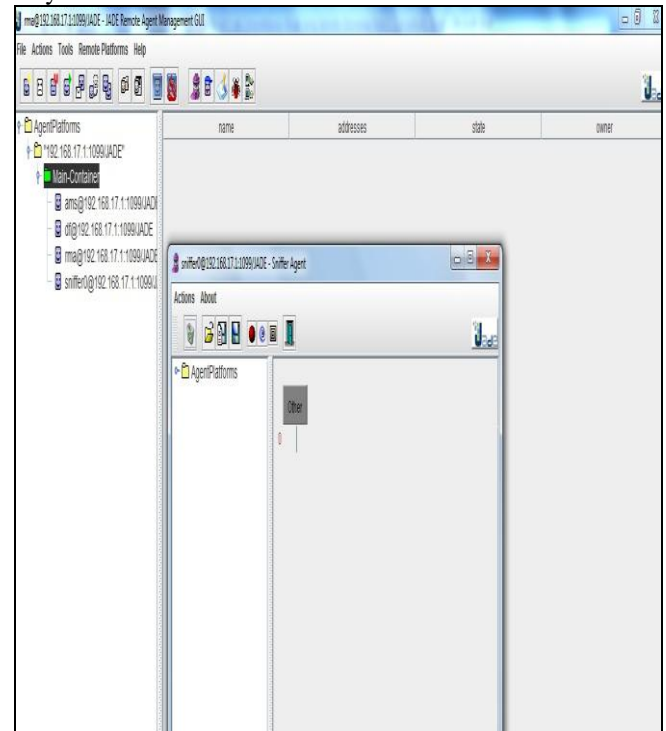 rma@192.168.17.1:1099/JADE - JADE Remote Agent Management GUI
File Actions Tools Remote Platforms Help
AgentPlatforms
name addresses state owner
"192.168.17.1:1099/JADE"
Main-Container
ams@192.168.17.1:1099/JADE
df@192.168.17.1:1099/JADE
rma@192.168.17.1:1099/JADE
sniffer0@192.168.17.1:1099/J
sniffer0@192.168.17.1:1099/JADE - Sniffer Agent
Actions About
Jade
AgentPlatforms
Other
0